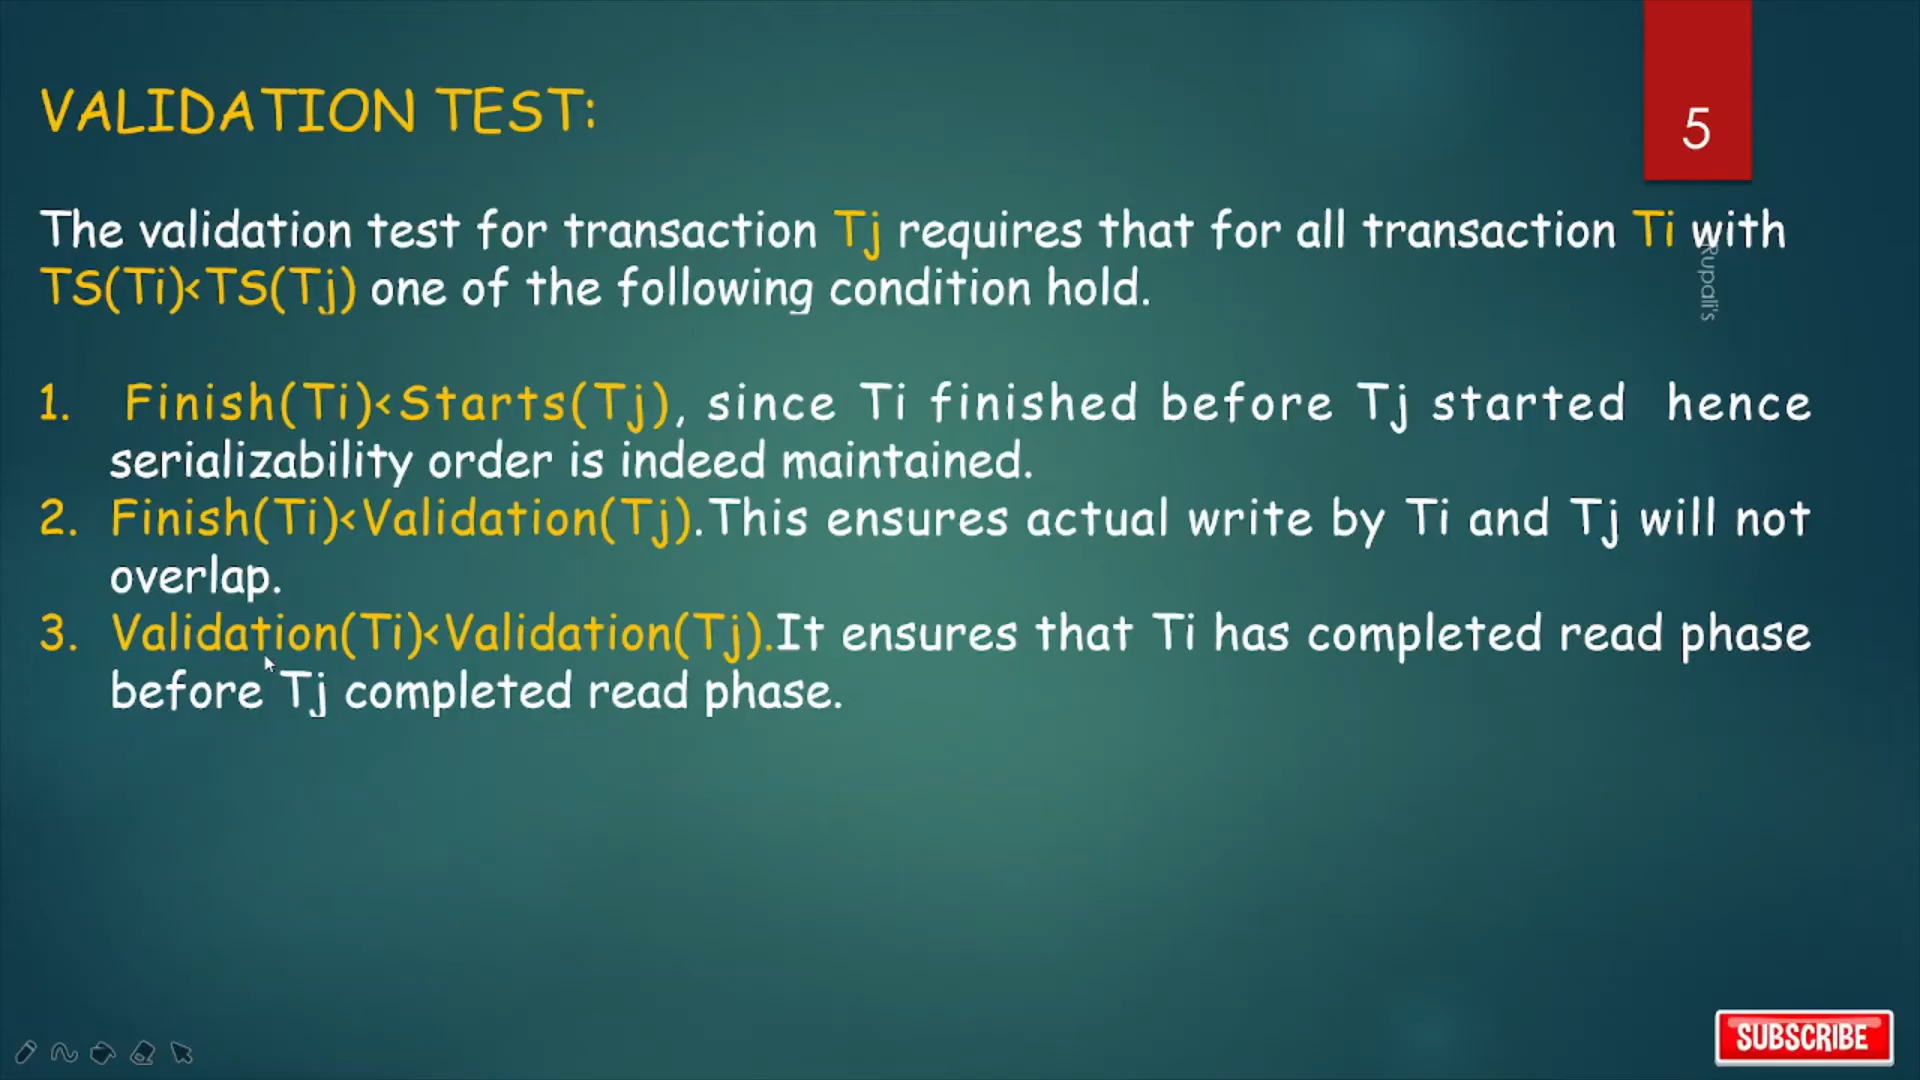 5
VALIDATION TEST:
The validation test for transaction Tj requires that for all transaction Ti with
TS(Ti)<TS(Tj) one of the following condition hold.
Rupali's
1. Finish(Ti)<Starts(Tj), since Ti finished before Tj started hence
serializability order is indeed maintained.
2. Finish(Ti)<Validation(Tj).This ensures actual write by Ti and Tj will not
overlap.
3. Validation(Ti)<Validation(Tj).It ensures that Ti has completed read phase
before Tj completed read phase.
SUBSCRIBE